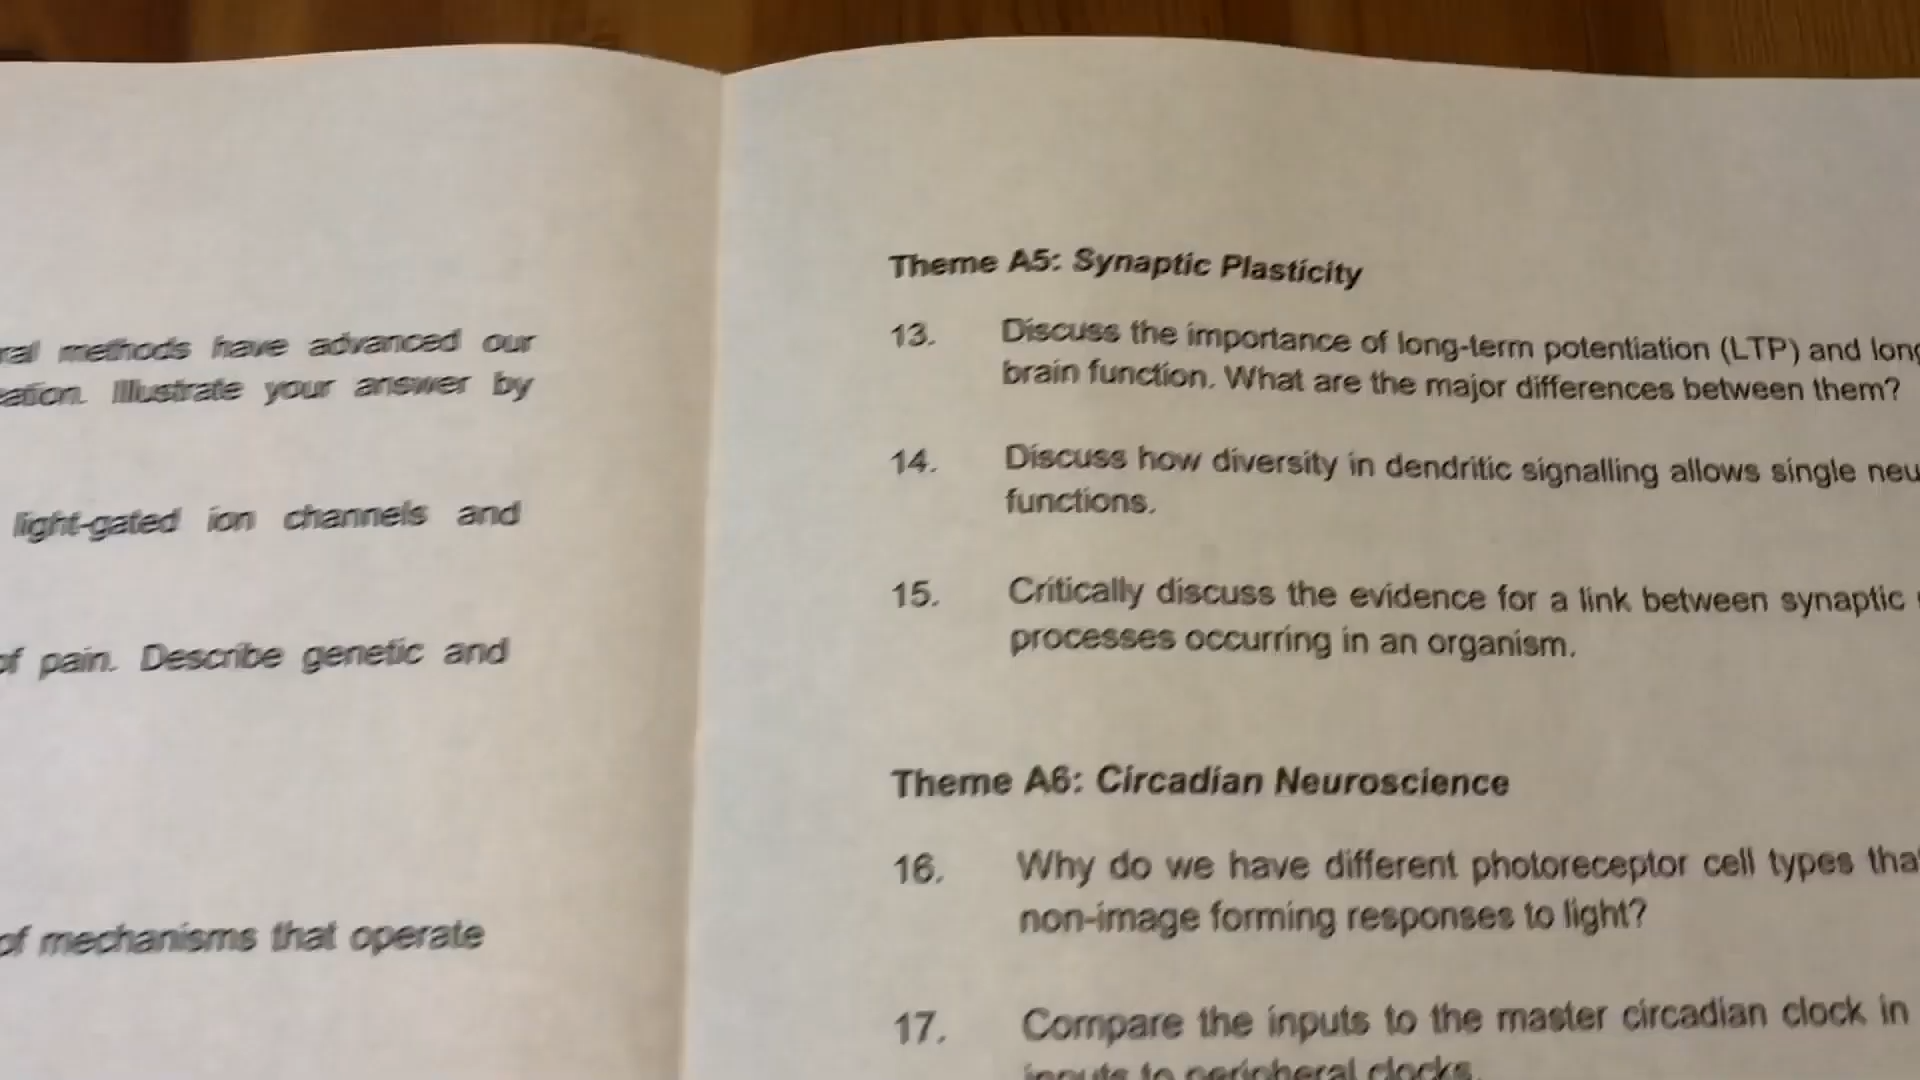 methods have advanced our
Illustrate your answer by
light-gated ion channels and
of pain. Describe genetic and
of mechanisms that operate
Theme A5: Synaptic Plasticity
13. Discuss the importance of long-term potentiation (LTP) and long
brain function. What are the major differences between them?
14. Discuss how diversity in dendritic signalling allows single neu
functions.
15. Critically discuss the evidence for a link between synaptic
processes occurring in an organism.
Theme A6: Circadian Neuroscience
16. Why do we have different photoreceptor cell types tha
non-image forming responses to light?
17. Compare the inputs to the master circadian clock in
inputs to peripheral clocks.